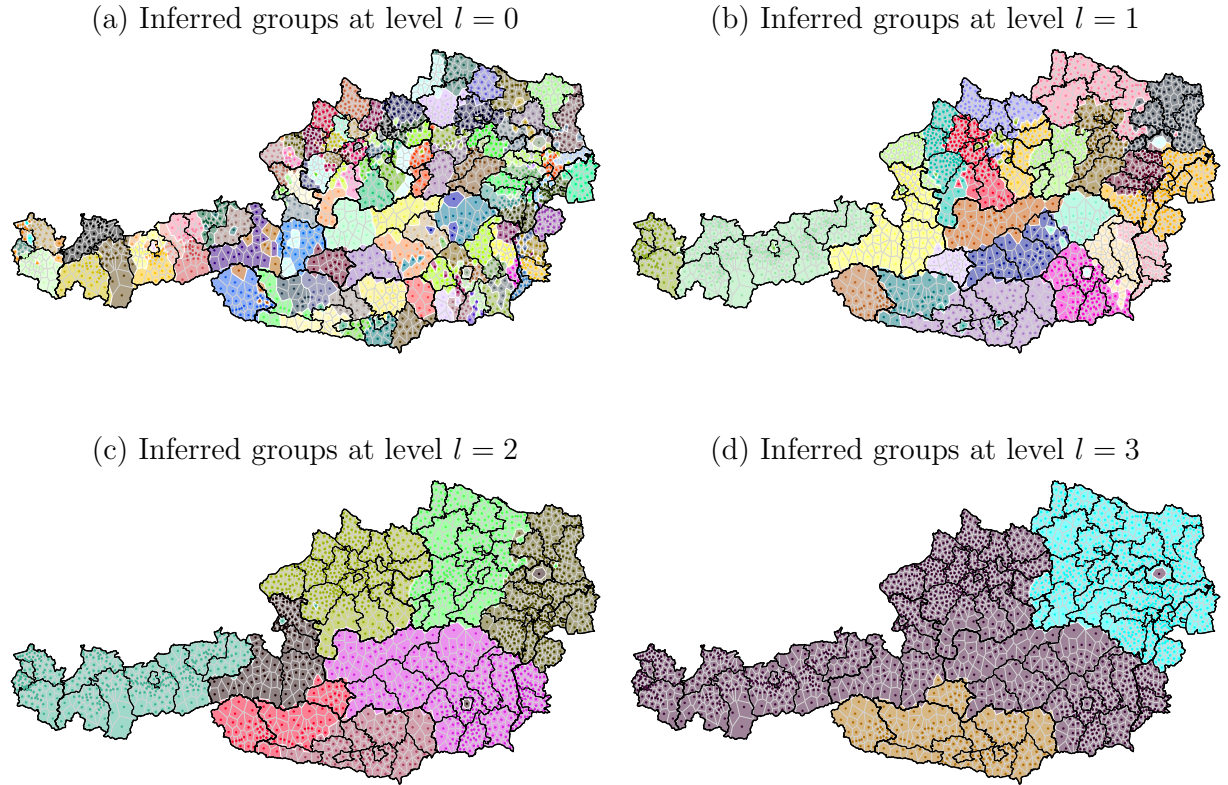 (a) Inferred groups at level l = 0
(b) Inferred groups at level l = 1
(c) Inferred groups at level l = 2
(d) Inferred groups at level l = 3